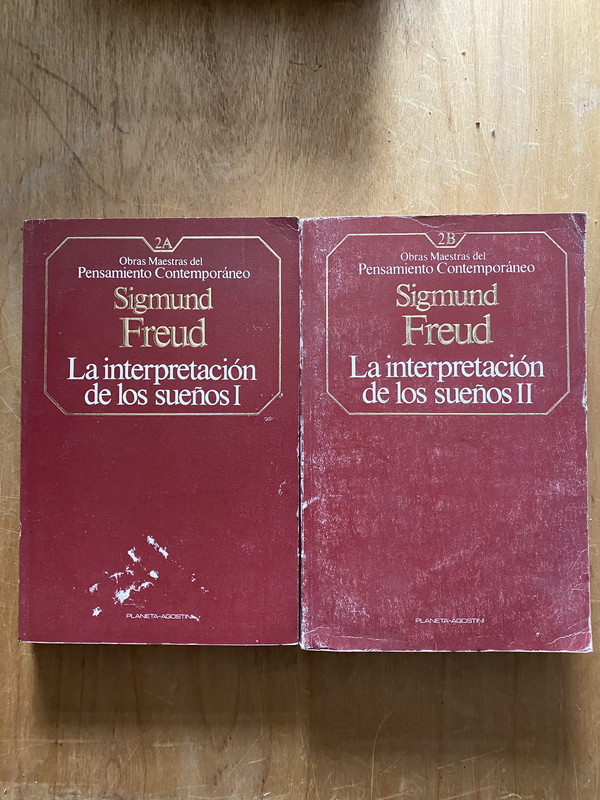 2A
Obras Maestras del
Pensamiento Contemporáneo
Sigmund
Freud
La interpretación
de los sueños I
PLANETA-AGOSTINI
2B
Obras Maestras del
Pensamiento Contemporáneo
Sigmund
Freud
La interpretación
de los sueños II
PLANETA-AGOSTINI